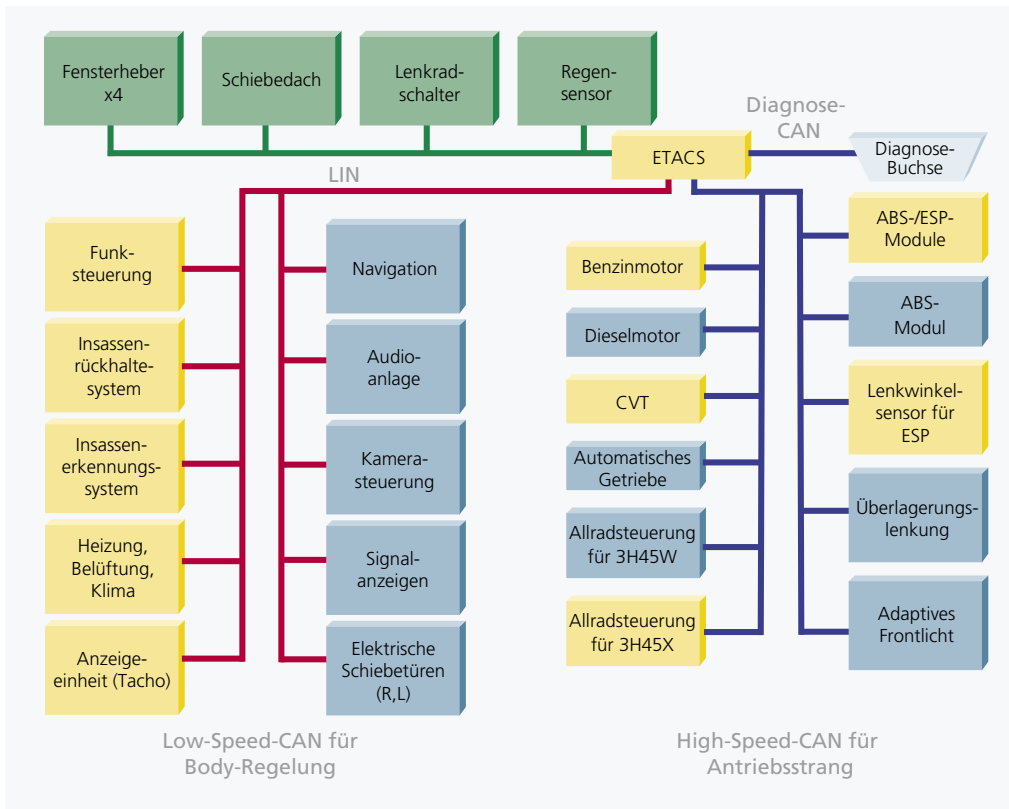 Fensterheber
x4
Schiebedach
Lenkrad-
schalter
Regen-
sensor
Diagnose-
CAN
ETACS
Diagnose-
Buchse
LIN
Funk-
steuerung
Insassen-
rückhalte-
system
Insassen-
erkennungs-
system
Heizung,
Belüftung,
Klima
Anzeige-
einheit (Tacho)
Navigation
Audio-
anlage
Kamera-
steuerung
Signal-
anzeigen
Elektrische
Schiebetüren
(R,L)
Benzinmotor
Dieselmotor
CVT
Automatisches
Getriebe
Allradsteuerung
für 3H45W
Allradsteuerung
für 3H45X
ABS-/ESP-
Module
ABS-
Modul
Lenkwinkel-
sensor für
ESP
Überlagerungs-
lenkung
Adaptives
Frontlicht
Low-Speed-CAN für
Body-Regelung
High-Speed-CAN für
Antriebsstrang